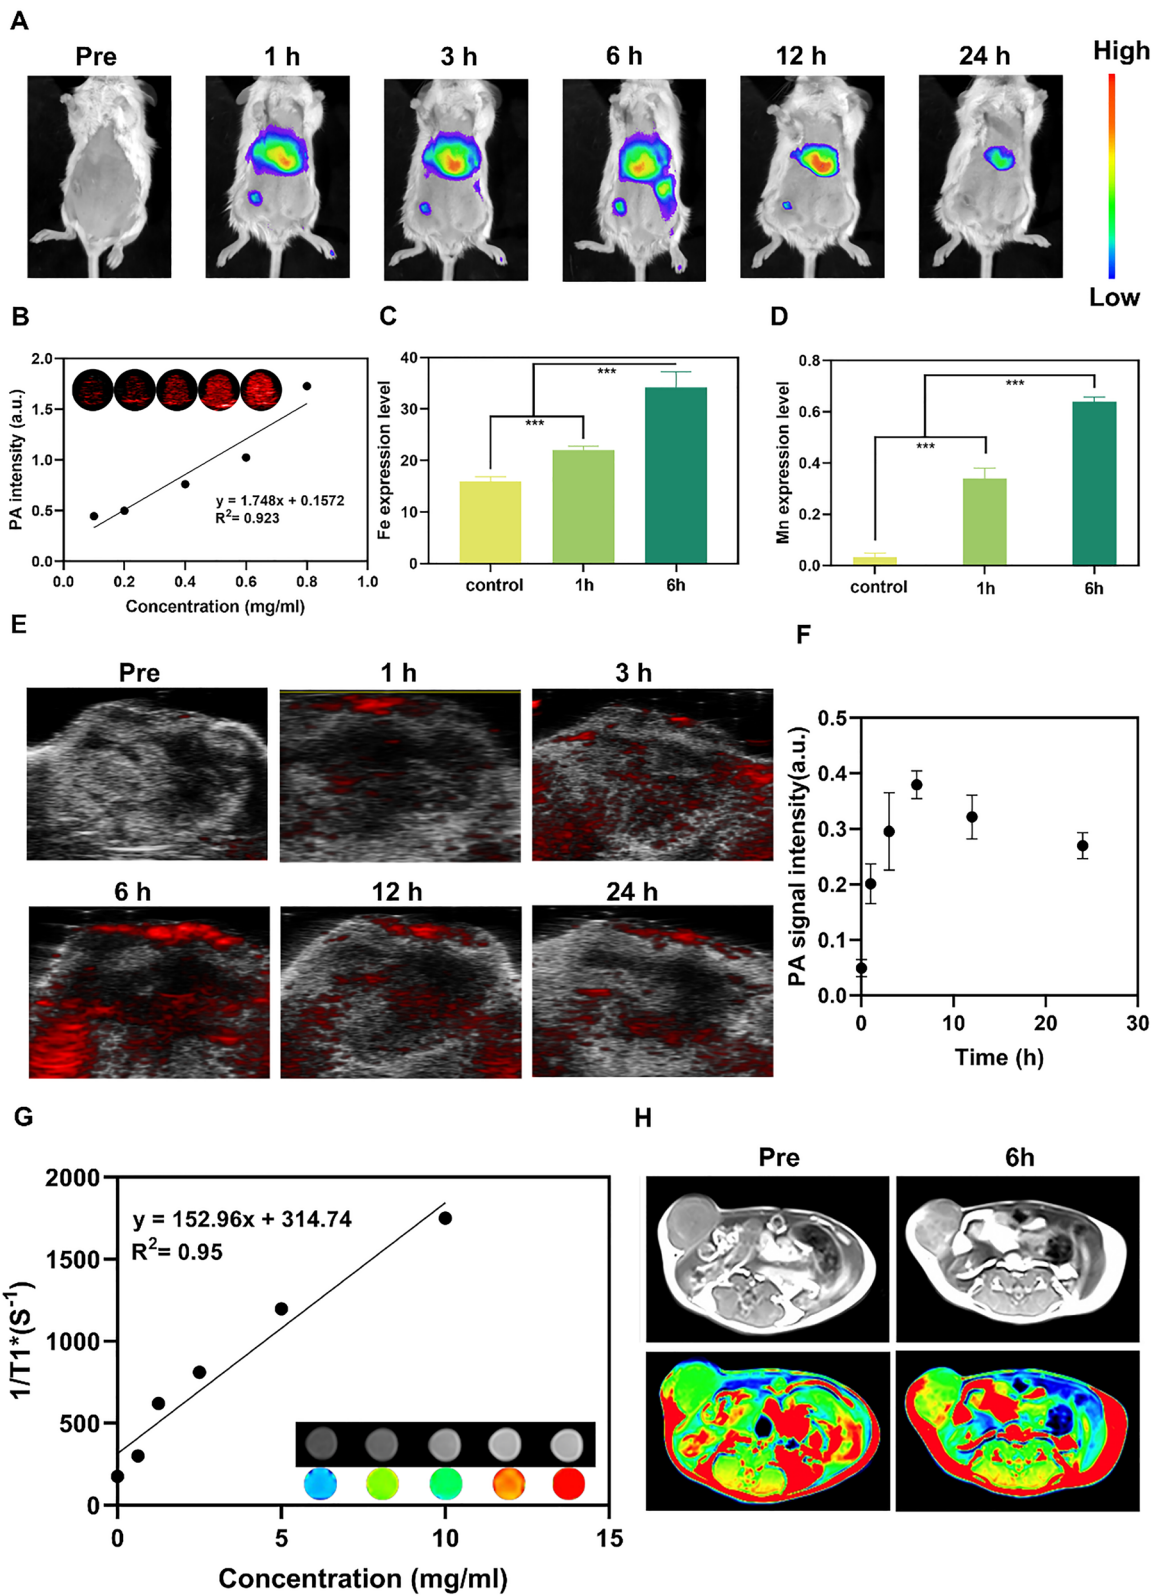 A
Pre 1 h 3 h 6 h 12 h 24 h High
Low
B C D
2.0
1.5
1.0
0.5
0.0
0.0 0.2 0.4 0.6 0.8 1.0
PA intensity (a.u.)
y = 1.748x + 0.1572
R²= 0.923
Concentration (mg/ml)
40
30
20
10
0
Fe expression level
***
***
control 1h 6h
0.8
0.6
0.4
0.2
0.0
Mn expression level
***
***
control 1h 6h
E F
Pre 1 h 3 h
6 h 12 h 24 h
0.5
0.4
0.3
0.2
0.1
0.0
PA signal intensity(a.u.)
0 10 20 30
Time (h)
G H
2000
1500
1000
500
0
1/T1*(S⁻¹)
y = 152.96x + 314.74
R²= 0.95
0 5 10 15
Concentration (mg/ml)
Pre 6h